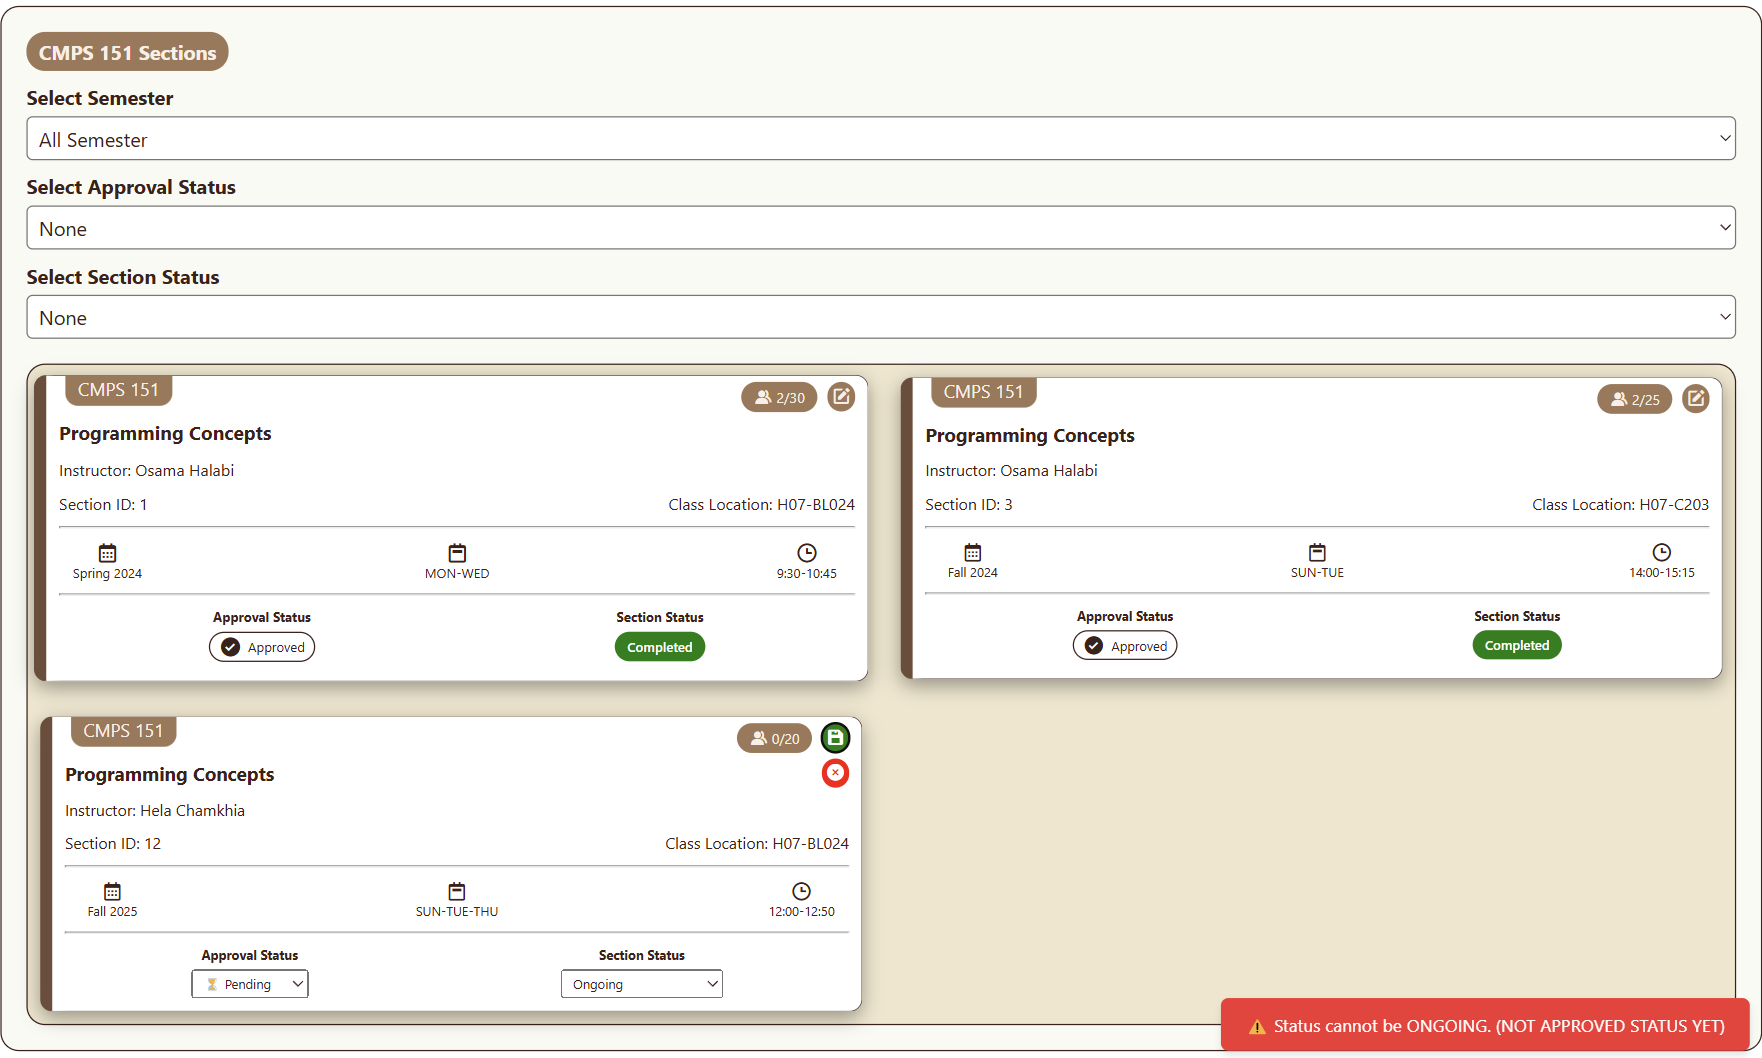 CMPS 151 Sections
Select Semester
All Semester
Select Approval Status
None
Select Section Status
None
CMPS 151
2/30
Programming Concepts
Instructor: Osama Halabi
Section ID: 1
Class Location: H07-BL024
Spring 2024
MON-WED
9:30-10:45
Approval Status
Section Status
Approved
Completed
CMPS 151
2/25
Programming Concepts
Instructor: Osama Halabi
Section ID: 3
Class Location: H07-C203
Fall 2024
SUN-TUE
14:00-15:15
Approval Status
Section Status
Approved
Completed
CMPS 151
0/20
Programming Concepts
Instructor: Hela Chamkhia
Section ID: 12
Class Location: H07-BL024
Fall 2025
SUN-TUE-THU
12:00-12:50
Approval Status
Section Status
⏳ Pending
Ongoing
⚠️ Status cannot be ONGOING. (NOT APPROVED STATUS YET)